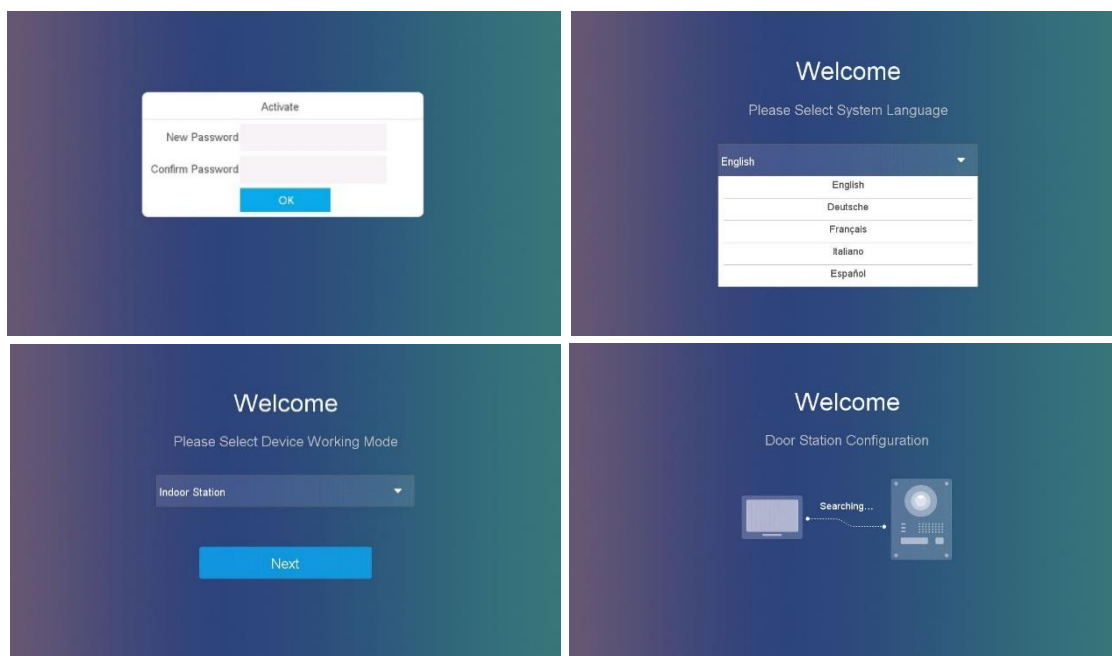 Activate
New Password
Confirm Password
OK
Welcome
Please Select System Language
English
English
Deutsche
Français
Italiano
Español
Welcome
Please Select Device Working Mode
Indoor Station
Next
Welcome
Door Station Configuration
Searching...